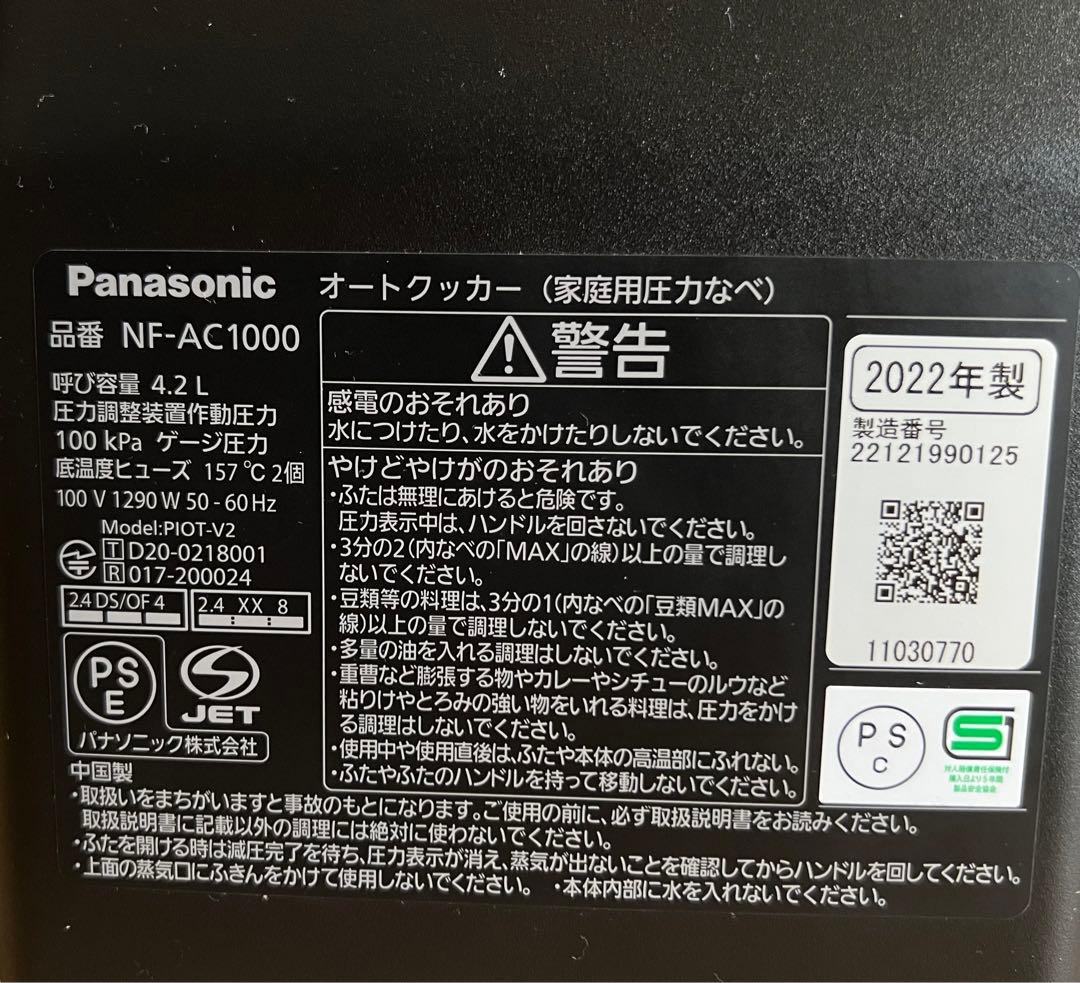 Panasonic オートクッカー（家庭用圧力なべ）
品番 NF-AC1000
呼び容量 4.2 L
圧力調整装置作動圧力
100 kPa ゲージ圧力
底温度ヒューズ 157 ℃ 2個
100 V 1290 W 50 - 60 Hz
Model:PIOT-V2
T D20-0218001
R 017-200024
2.4 DS/OF 4
2.4 XX 8
PS
E
JET
パナソニック株式会社
中国製
警告
感電のおそれあり
水につけたり、水をかけたりしないでください。
やけどやけがのおそれあり
・ふたは無理にあけると危険です。
圧力表示中は、ハンドルを回さないでください。
・3分の2（内なべの「MAX」の線）以上の量で調理し
ないでください。
・豆類等の料理は、3分の1（内なべの「豆類MAX」の
線）以上の量で調理しないでください。
・多量の油を入れる調理はしないでください。
・重曹など膨張する物やカレーやシチューのルウなど
粘りけやとろみの強い物をいれる料理は、圧力をかけ
る調理はしないでください。
・使用中や使用直後は、ふたや本体の高温部にふれない。
・ふたやふたのハンドルを持って移動しないでください。
2022年製
製造番号
22121990125
11030770
P S
C
S
対人賠償責任保険付
購入日より5年間
製品安全協会
・取扱いをまちがいますと事故のもとになります。ご使用の前に、必ず取扱説明書をお読みください。
取扱説明書に記載以外の調理には絶対に使わないでください。
・ふたを開ける時は減圧完了を待ち、圧力表示が消え、蒸気が出ないことを確認してからハンドルを回してください。
・上面の蒸気口にふきんをかけて使用しないでください。 ・本体内部に水を入れないでください。